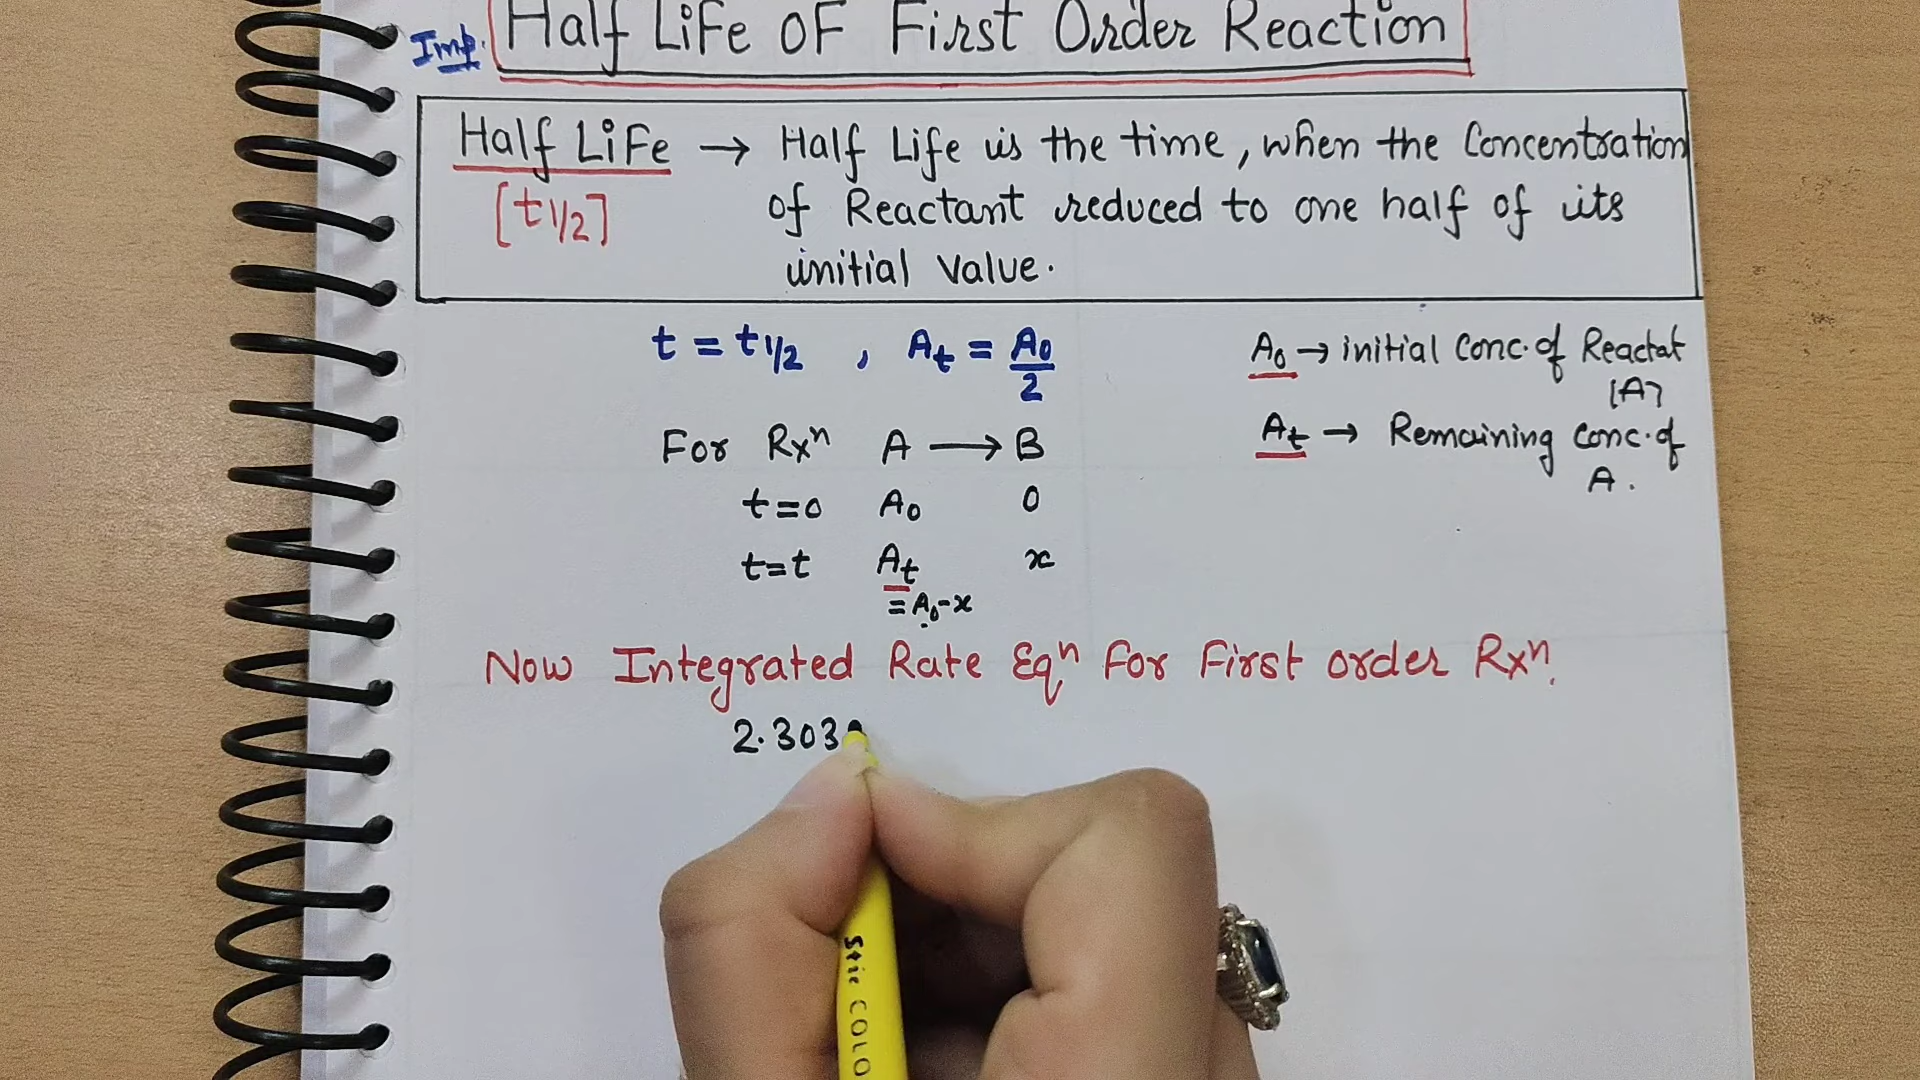 Half LiFe OF First Order Reaction
Imp.
Half LiFe → Half Life is the time, when the Concentration
[t1/2] of Reactant reduced to one half of its
initial Value.
t = t1/2 , At = A0/2
A0 → initial Conc. of Reactat
[A]
For Rxⁿ A → B
At → Remaining Conc. of
A.
t=0 A0 0
t=t At x
=A0-x
Now Integrated Rate Eqⁿ For First order Rxⁿ.
2.303
Stic COLO